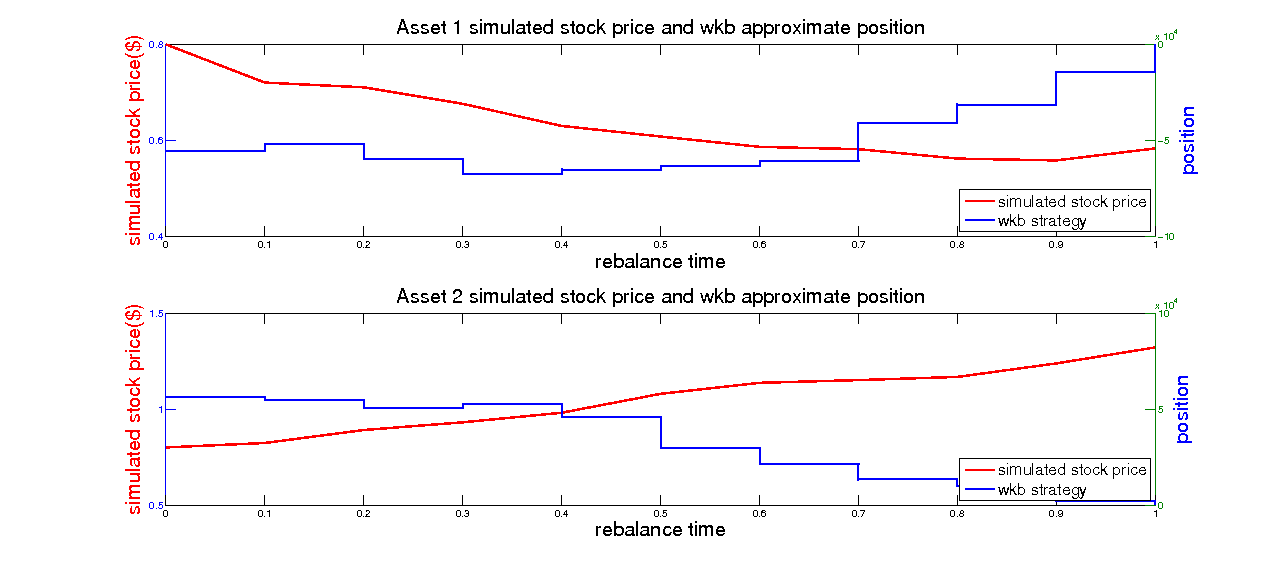 Asset 1 simulated stock price and wkb approximate position
x 10^4
simulated stock price($)
0.8
0.6
0.4
0
-5
-10
position
simulated stock price
wkb strategy
0 0.1 0.2 0.3 0.4 0.5 0.6 0.7 0.8 0.9 1
rebalance time
Asset 2 simulated stock price and wkb approximate position
x 10^4
simulated stock price($)
1.5
1
0.5
10
5
0
position
simulated stock price
wkb strategy
0 0.1 0.2 0.3 0.4 0.5 0.6 0.7 0.8 0.9 1
rebalance time